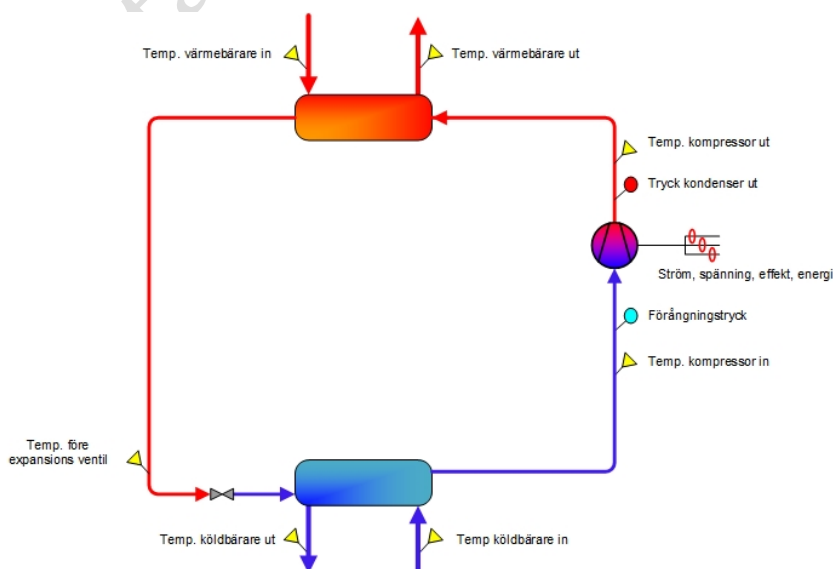 Temp. värmebärare in
Temp. värmebärare ut
Temp. kompressor ut
Tryck kondenser ut
Ström, spänning, effekt, energi
Förångningstryck
Temp. kompressor in
Temp. före
expansions ventil
Temp. köldbärare ut
Temp köldbärare in